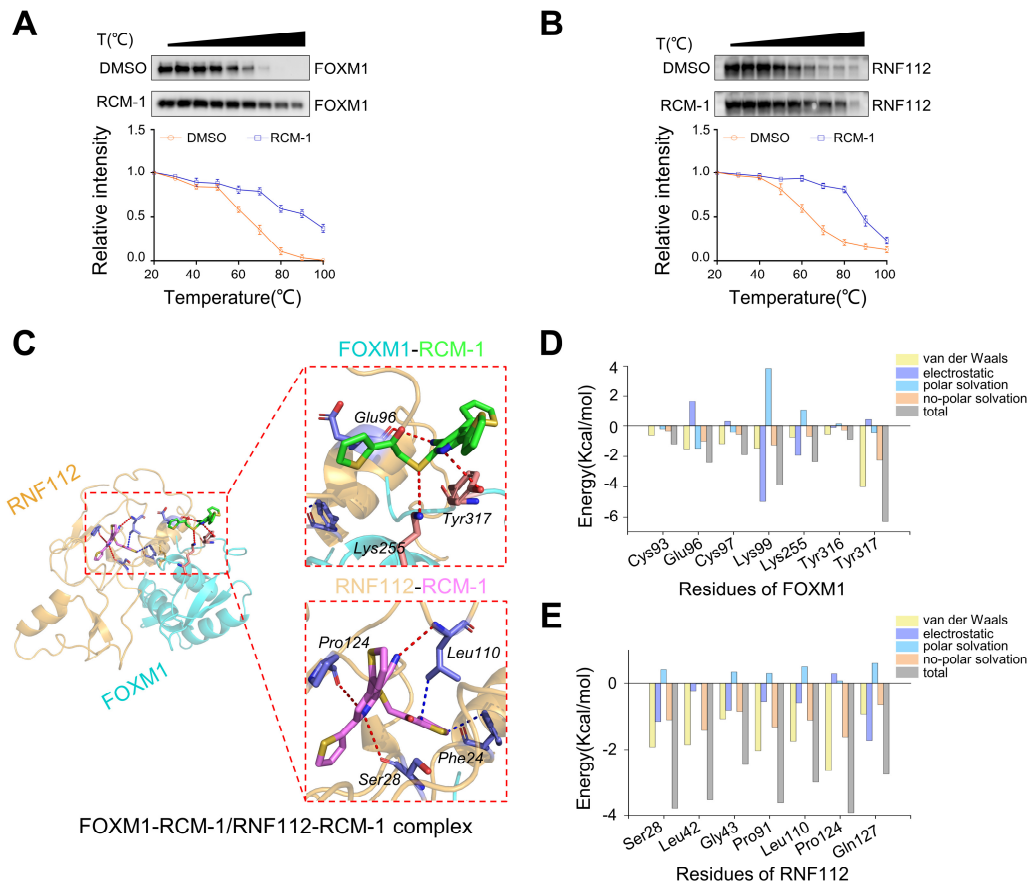 A
T(℃)
DMSO
FOXM1
RCM-1
FOXM1
DMSO
RCM-1
Relative intensity
1.5
1.0
0.5
0.0
20
40
60
80
100
Temperature(℃)
B
T(℃)
DMSO
RNF112
RCM-1
RNF112
DMSO
RCM-1
Relative intensity
1.5
1.0
0.5
0.0
20
40
60
80
100
Temperature(℃)
C
RNF112
FOXM1
FOXM1-RCM-1
Glu96
Tyr317
Lys255
RNF112-RCM-1
Pro124
Leu110
Phe24
Ser28
FOXM1-RCM-1/RNF112-RCM-1 complex
D
van der Waals
electrostatic
polar solvation
no-polar solvation
total
Energy(Kcal/mol)
4
2
0
-2
-4
-6
Cys93
Glu96
Cys97
Lys99
Lys255
Tyr316
Tyr317
Residues of FOXM1
E
van der Waals
electrostatic
polar solvation
no-polar solvation
total
Energy(Kcal/mol)
0
-2
-4
Ser28
Leu42
Gly43
Pro91
Leu110
Pro124
Gln127
Residues of RNF112